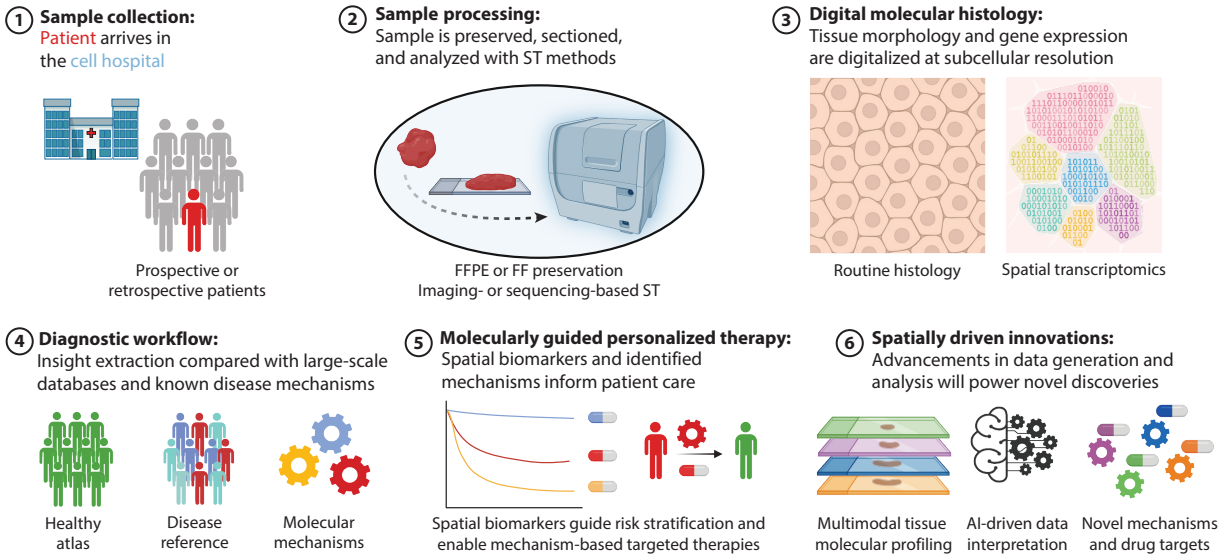 1 Sample collection:
Patient arrives in
the cell hospital
Prospective or
retrospective patients
2 Sample processing:
Sample is preserved, sectioned,
and analyzed with ST methods
FFPE or FF preservation
Imaging- or sequencing-based ST
3 Digital molecular histology:
Tissue morphology and gene expression
are digitalized at subcellular resolution
Routine histology
Spatial transcriptomics
4 Diagnostic workflow:
Insight extraction compared with large-scale
databases and known disease mechanisms
Healthy
atlas
Disease
reference
Molecular
mechanisms
5 Molecularly guided personalized therapy:
Spatial biomarkers and identified
mechanisms inform patient care
Spatial biomarkers guide risk stratification and
enable mechanism-based targeted therapies
6 Spatially driven innovations:
Advancements in data generation and
analysis will power novel discoveries
Multimodal tissue
molecular profiling
AI-driven data
interpretation
Novel mechanisms
and drug targets